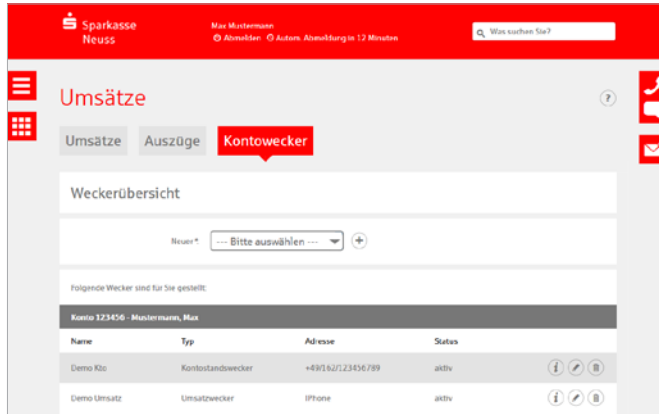 Sparkasse
Neuss
Max Mustermann
Abmelden Autom. Abmeldung in 12 Minuten
Was suchen Sie?
Umsätze
?
Umsätze Auszüge Kontowecker
Weckerübersicht
Neuer*: --- Bitte auswählen ---
Folgende Wecker sind für Sie gestellt:
Konto 123456 - Mustermann, Max
Name Typ Adresse Status
Demo Kto Kontostandswecker +49/162/123456789 aktiv
Demo Umsatz Umsatzwecker IPhone aktiv